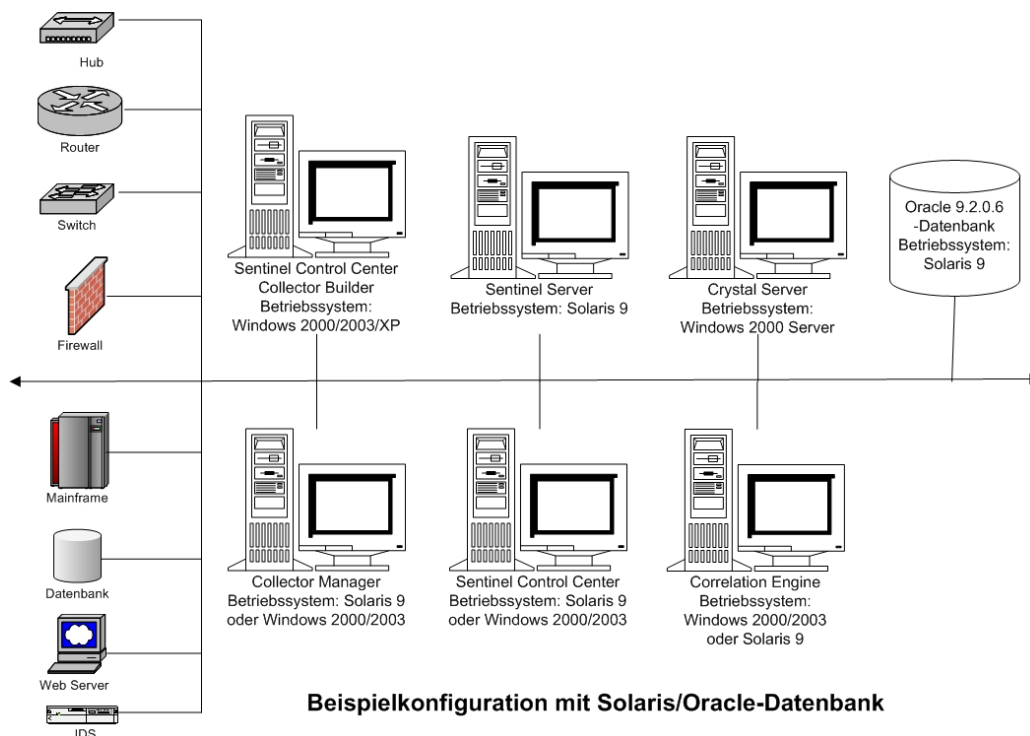 Hub
Router
Switch
Firewall
Mainframe
Datenbank
Web Server
IDS
Sentinel Control Center
Collector Builder
Betriebssystem:
Windows 2000/2003/XP
Sentinel Server
Betriebssystem: Solaris 9
Crystal Server
Betriebssystem:
Windows 2000 Server
Oracle 9.2.0.6
-Datenbank
Betriebssystem:
Solaris 9
Collector Manager
Betriebssystem: Solaris 9
oder Windows 2000/2003
Sentinel Control Center
Betriebssystem: Solaris 9
oder Windows 2000/2003
Correlation Engine
Betriebssystem:
Windows 2000/2003
oder Solaris 9
Beispielkonfiguration mit Solaris/Oracle-Datenbank